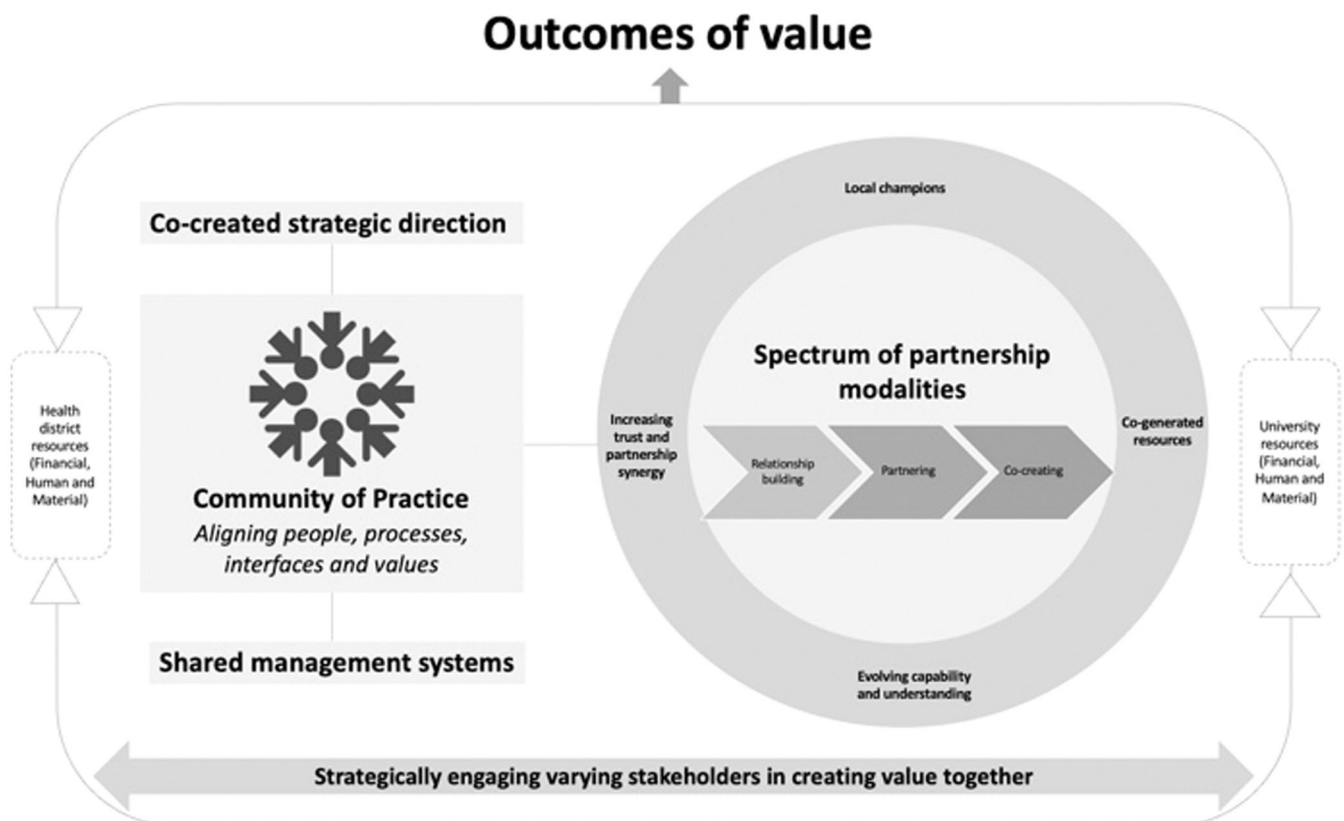 Outcomes of value
Local champions
Co-created strategic direction
Spectrum of partnership
modalities
Health
district
resources
(Financial,
Human and
Material)
Community of Practice
Aligning people, processes,
interfaces and values
Increasing
trust and
partnership
synergy
Relationship
building
Partnering
Co-creating
Co-generated
resources
University
resources
(Financial,
Human and
Material)
Shared management systems
Evolving capability
and understanding
Strategically engaging varying stakeholders in creating value together